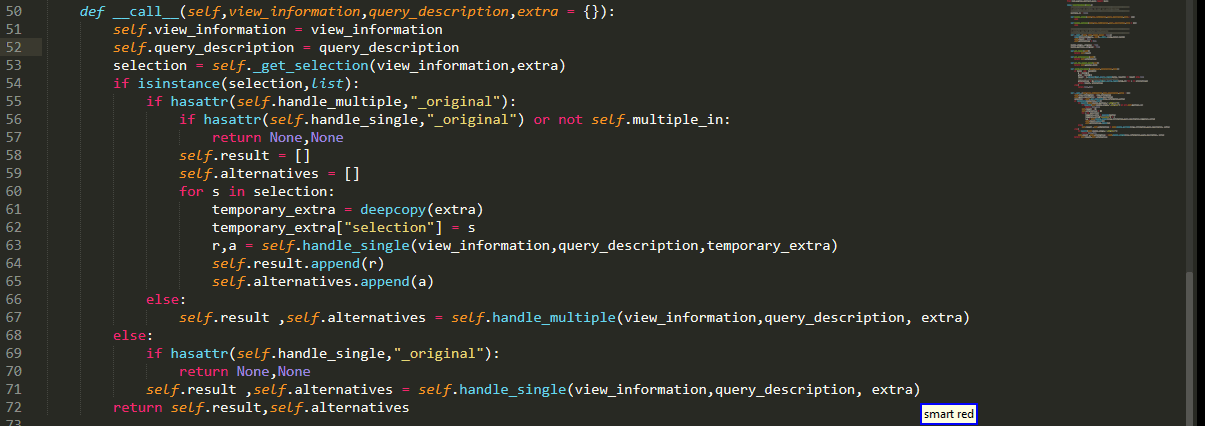 50 def __call__(self,view_information,query_description,extra = {}):
51 self.view_information = view_information
52 self.query_description = query_description
53 selection = self._get_selection(view_information,extra)
54 if isinstance(selection,list):
55 if hasattr(self.handle_multiple,"_original"):
56 if hasattr(self.handle_single,"_original") or not self.multiple_in:
57 return None,None
58 self.result = []
59 self.alternatives = []
60 for s in selection:
61 temporary_extra = deepcopy(extra)
62 temporary_extra["selection"] = s
63 r,a = self.handle_single(view_information,query_description,temporary_extra)
64 self.result.append(r)
65 self.alternatives.append(a)
66 else:
67 self.result ,self.alternatives = self.handle_multiple(view_information,query_description, extra)
68 else:
69 if hasattr(self.handle_single,"_original"):
70 return None,None
71 self.result ,self.alternatives = self.handle_single(view_information,query_description, extra)
72 return self.result,self.alternatives
smart red
73